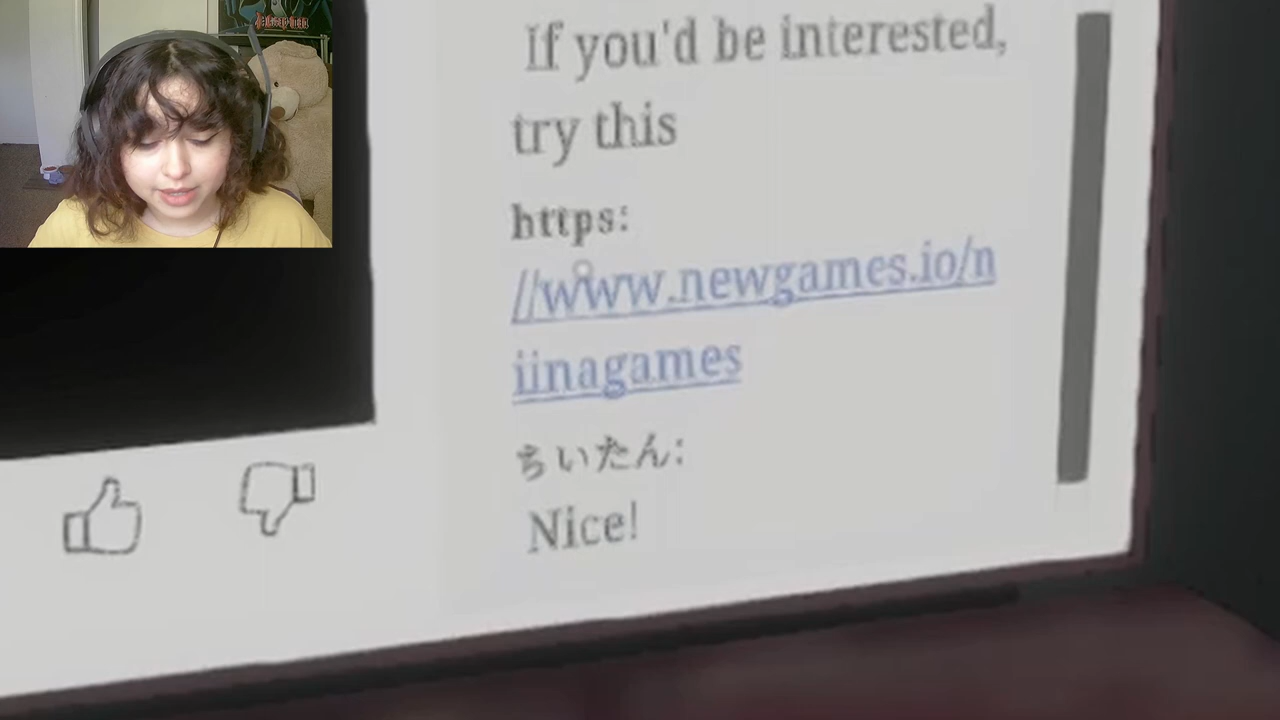 If you'd be interested,
try this
https:
//www.newgames.io/n
iinagames
ちいたん:
Nice!